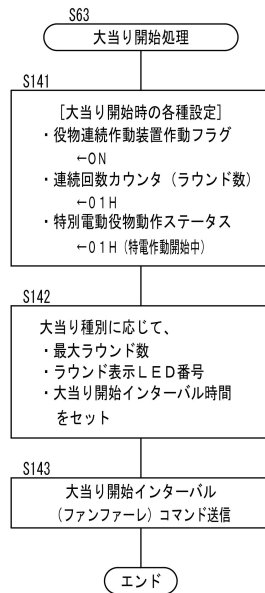 S63
大当り開始処理
S141
[大当り開始時の各種設定]
・役物連続作動装置作動フラグ
←ON
・連続回数カウンタ (ラウンド数)
←01H
・特別電動役物動作ステータス
←01H (特電作動開始中)
S142
大当り種別に応じて、
・最大ラウンド数
・ラウンド表示LED番号
・大当り開始インターバル時間
をセット
S143
大当り開始インターバル
(ファンファーレ) コマンド送信
エンド